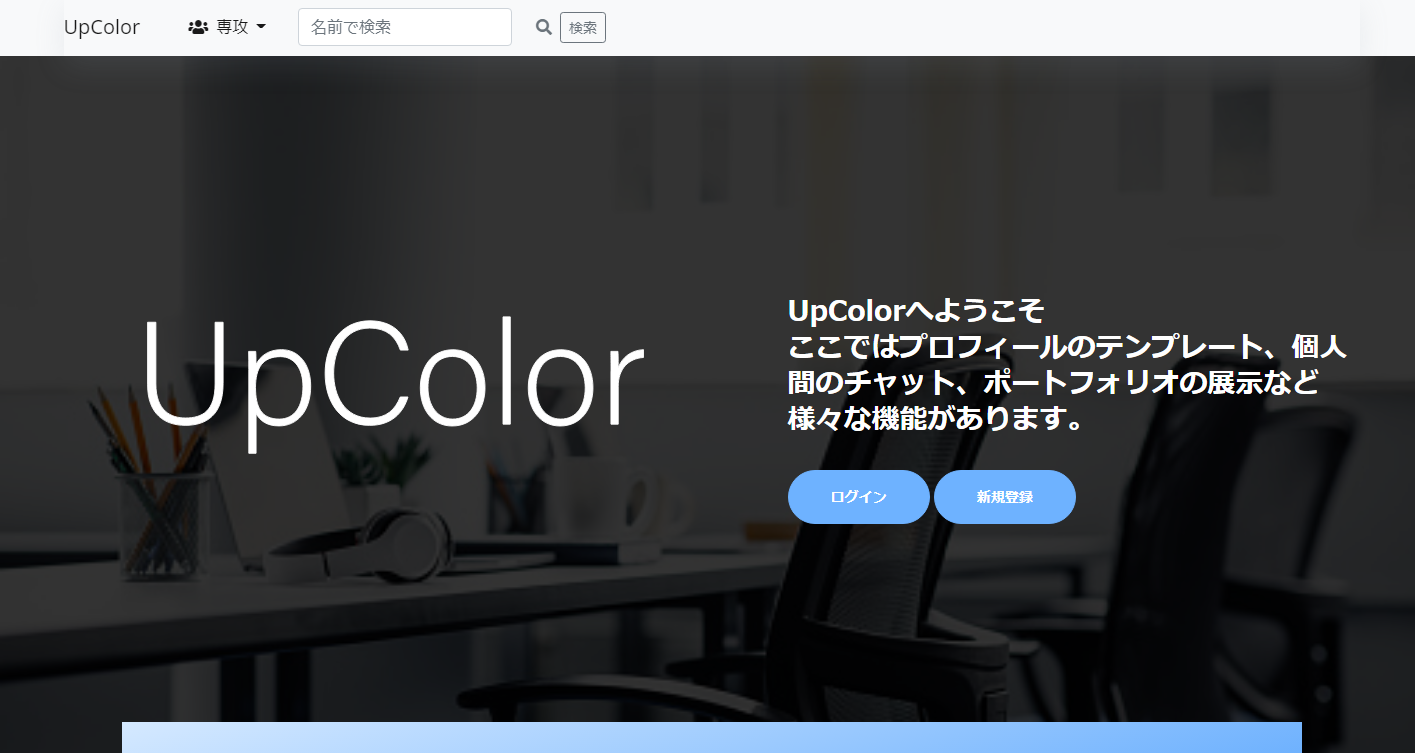 UpColor
専攻
名前で検索
検索
UpColor
UpColorへようこそ
ここではプロフィールのテンプレート、個人
間のチャット、ポートフォリオの展示など
様々な機能があります。
ログイン
新規登録